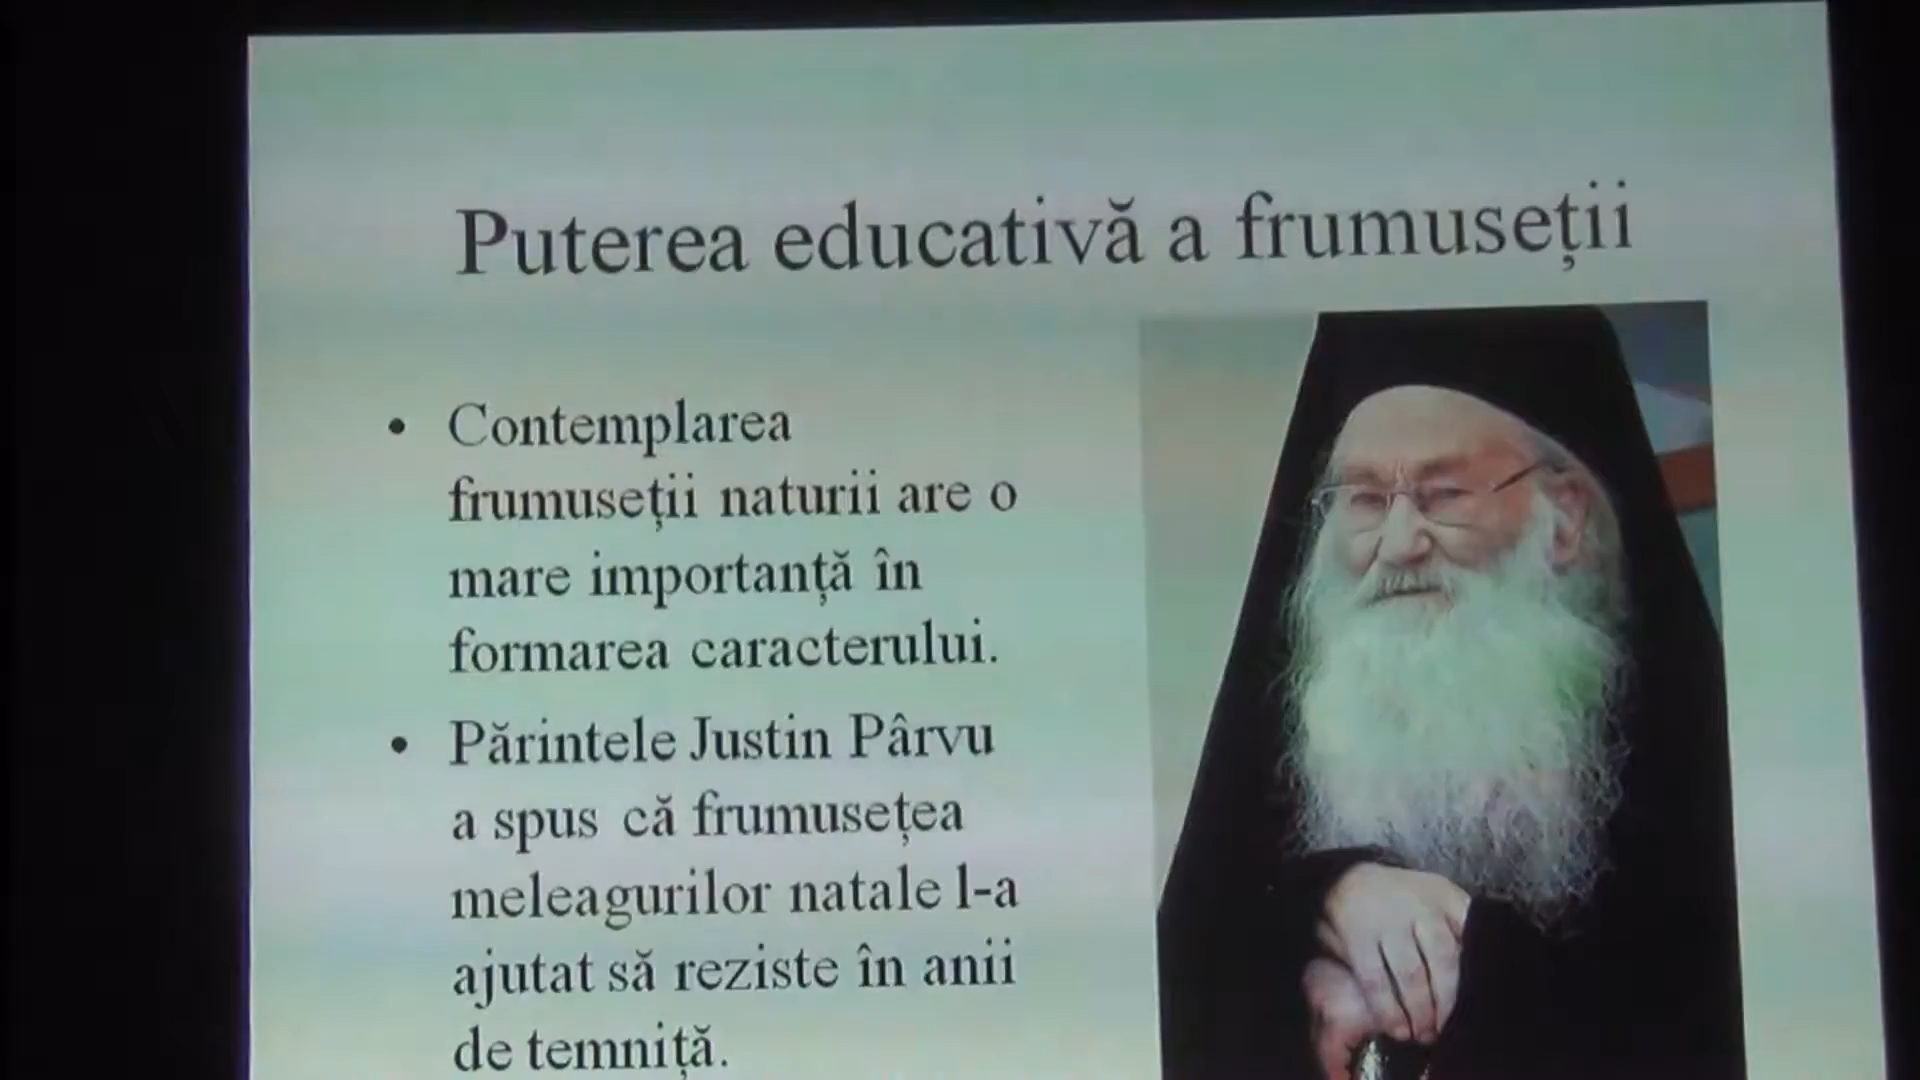 Puterea educativă a frumuseții
• Contemplarea
frumuseții naturii are o
mare importanță în
formarea caracterului.
• Părintele Justin Pârvu
a spus că frumusețea
meleagurilor natale l-a
ajutat să reziste în anii
de temniță.